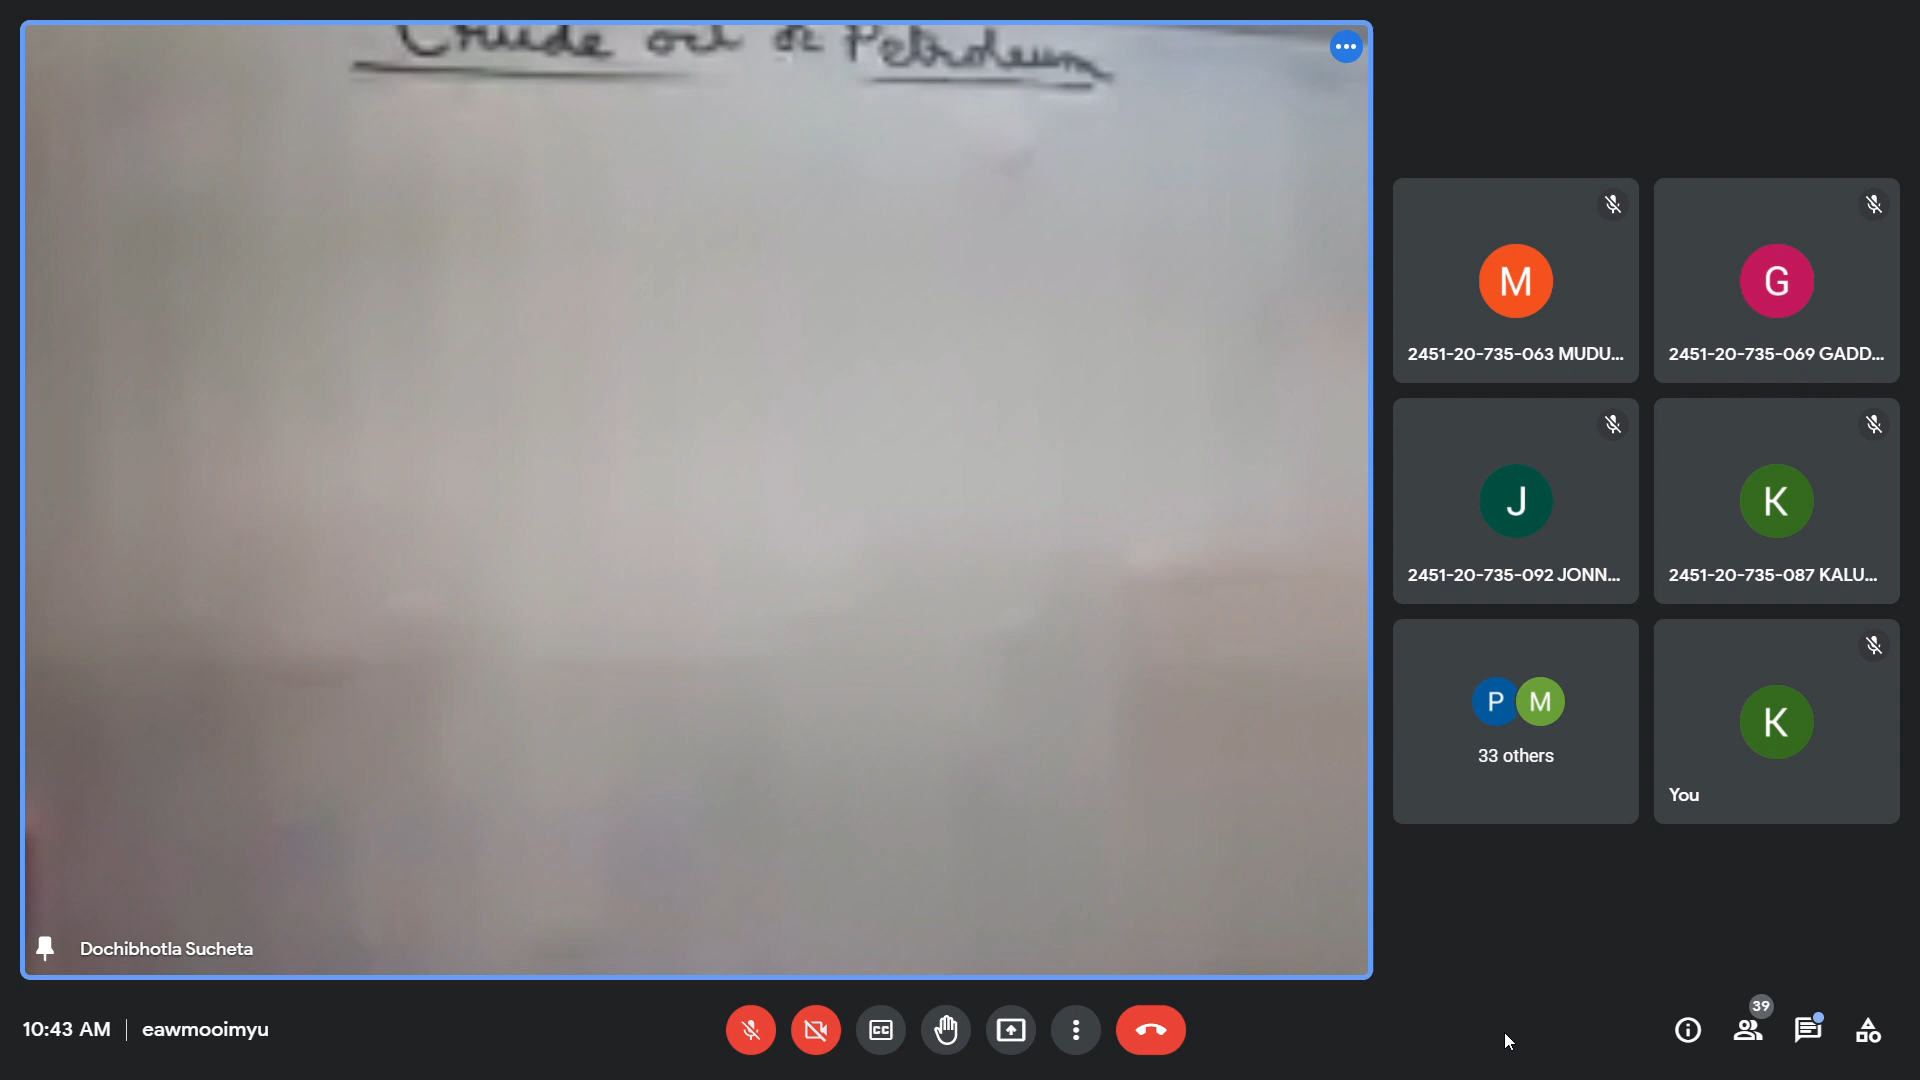 Crude oil or Petroleum
M
2451-20-735-063 MUDU...
G
2451-20-735-069 GADD...
J
2451-20-735-092 JONN...
K
2451-20-735-087 KALU...
P M
33 others
K
You
Dochibhotla Sucheta
10:43 AM | eawmooimyu
CC
39